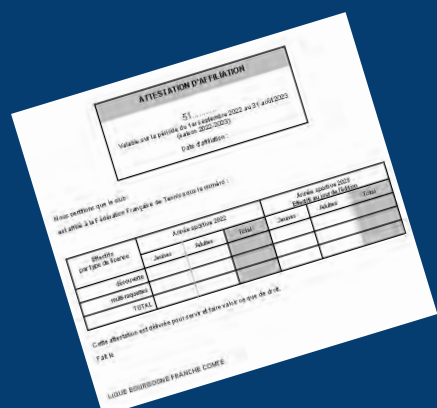 ATTESTATION D'AFFILIATION
51...........
Valable sur la période du 1er septembre 2022 au 31 août 2023
(saison 2022-2023)
Date d'affiliation :
Nous certifions que le club :
est affilié à la Fédération Française de Tennis sous le numéro :
Effectifs
par type de licence
Année sportive 2022
Année sportive 2023
Effectif au jour de l'édition
Jeunes Adultes Total Jeunes Adultes Total
découverte
multi-raquettes
TOTAL
Cette attestation est délivrée pour servir et faire valoir ce que de droit.
Fait le
LIGUE BOURGOGNE FRANCHE COMTE